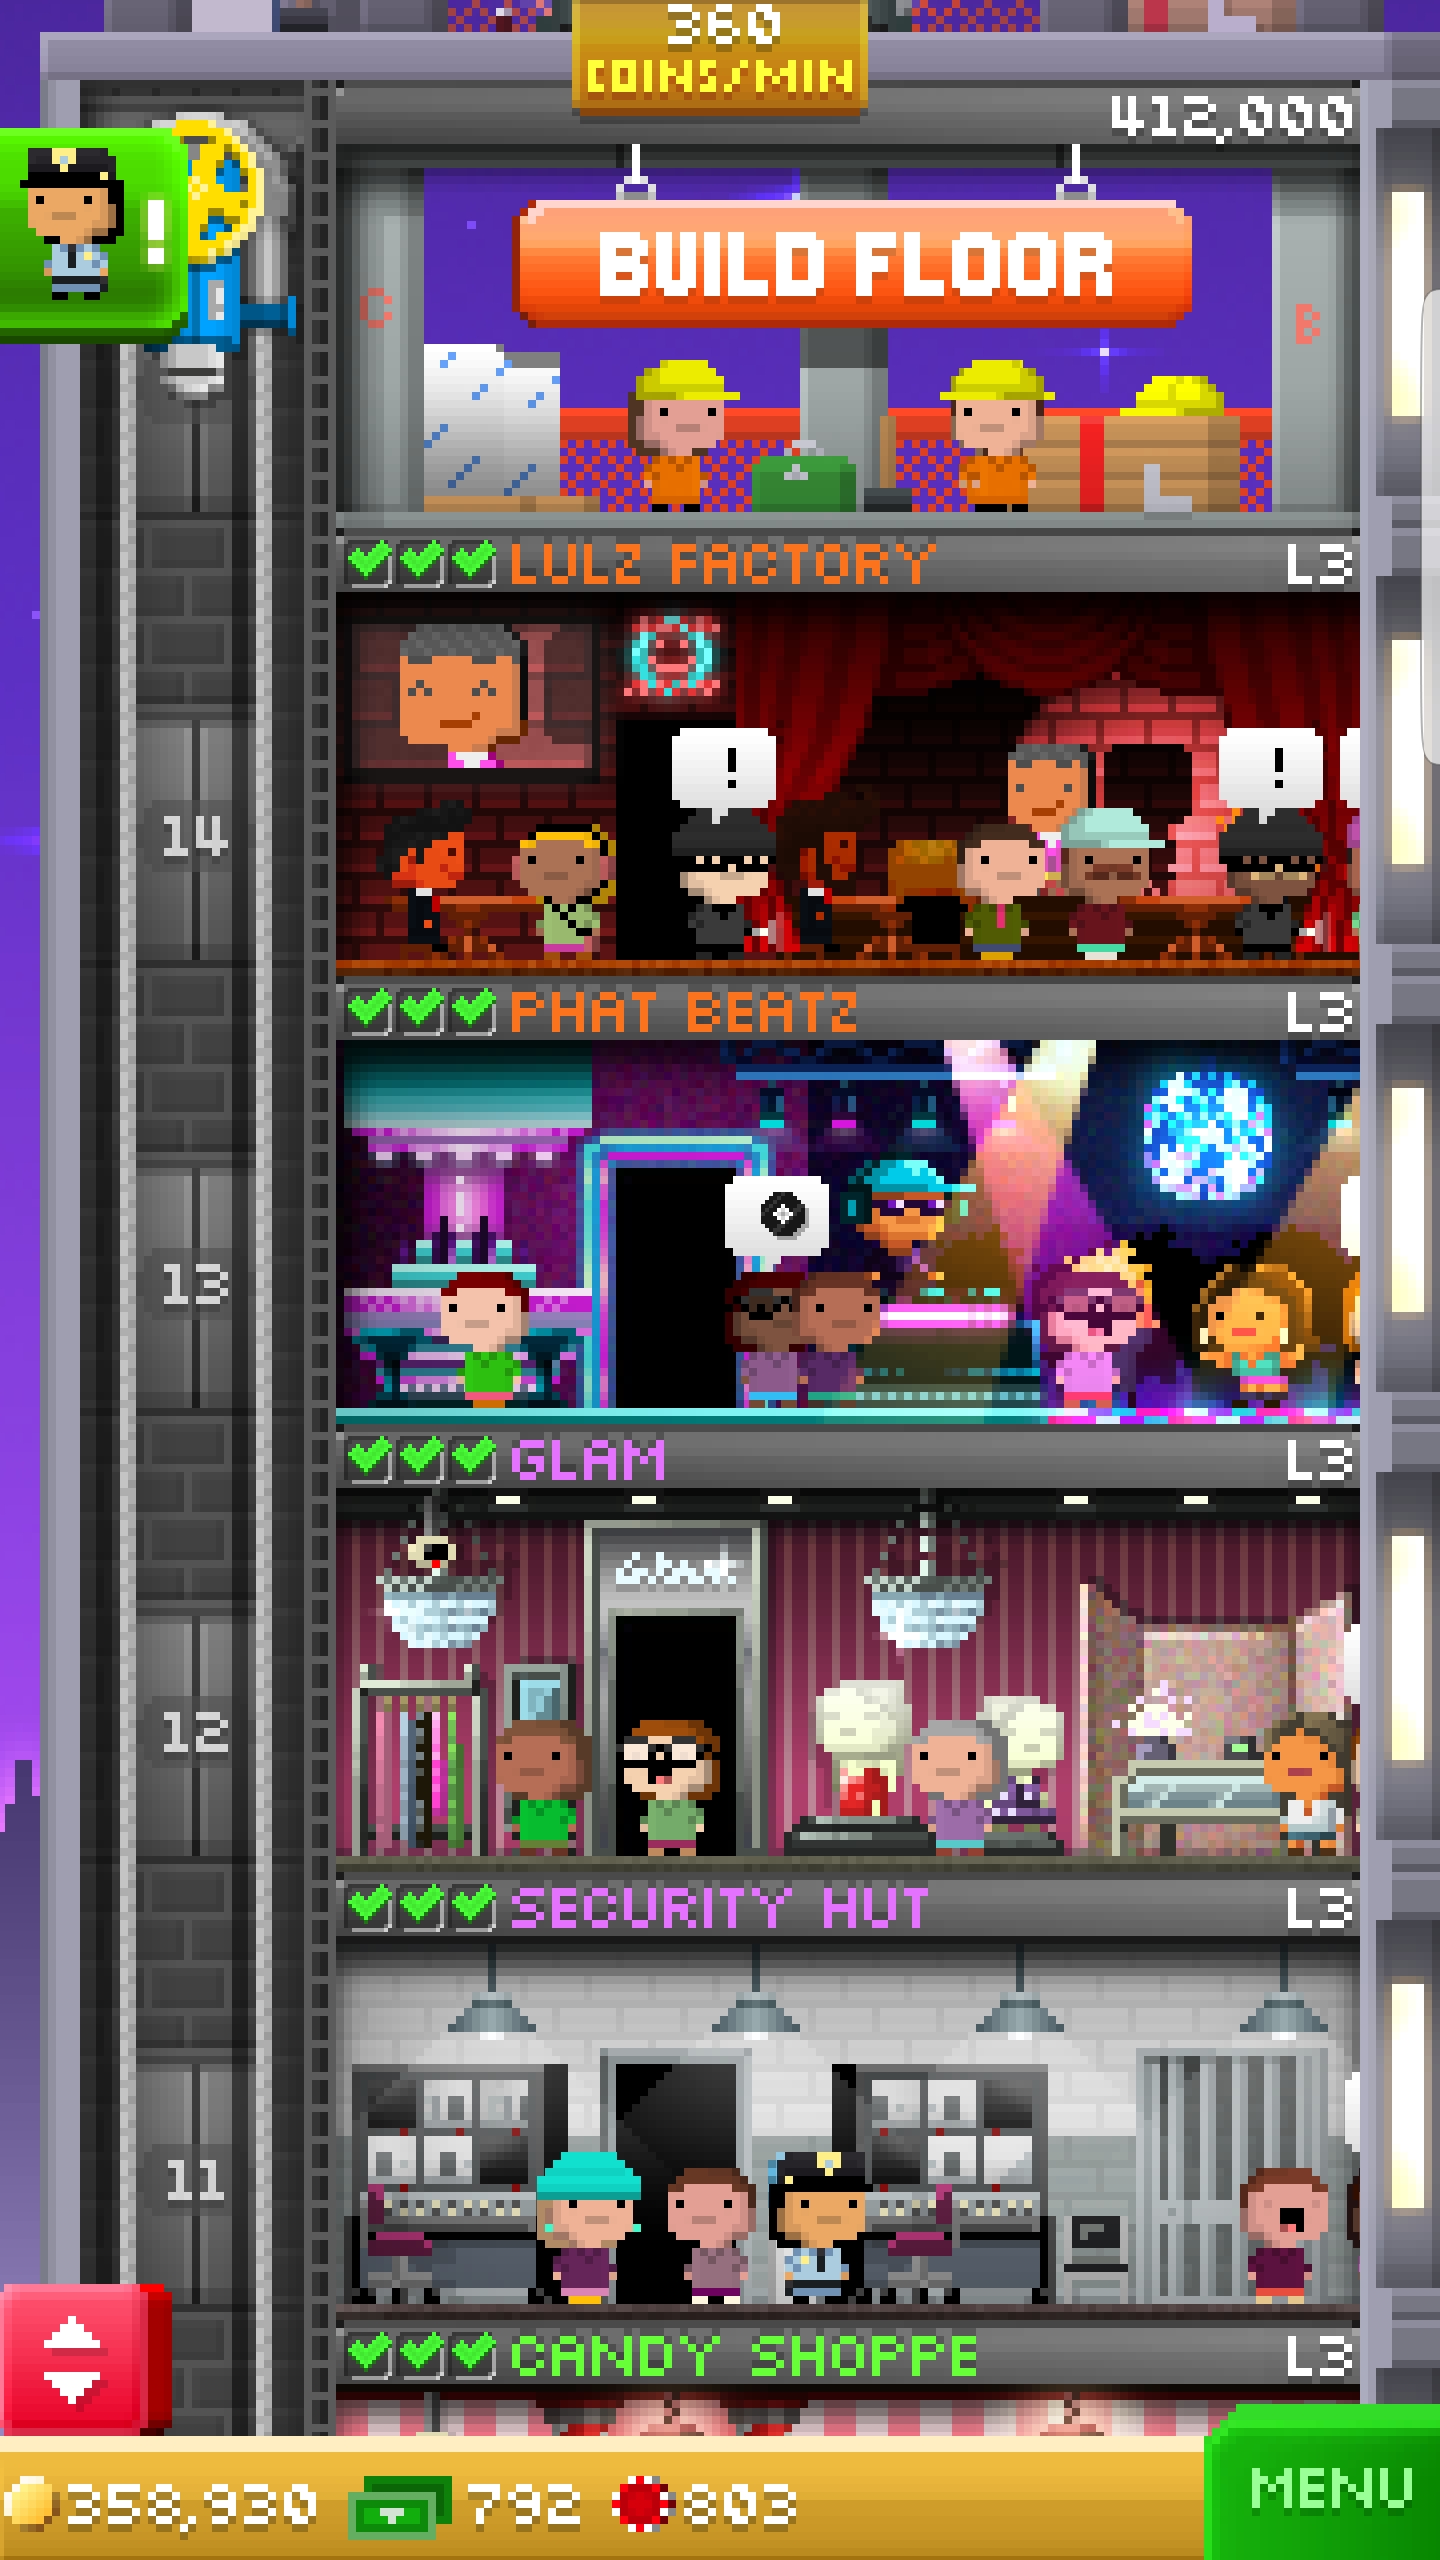 360
COINS/MIN
412,000
!
BUILD FLOOR
C
B
LULZ FACTORY
L3
!
!
14
PHAT BEATZ
L3
13
GLAM
L3
Glam
12
SECURITY HUT
L3
11
CANDY SHOPPE
L3
358,930
792
803
MENU